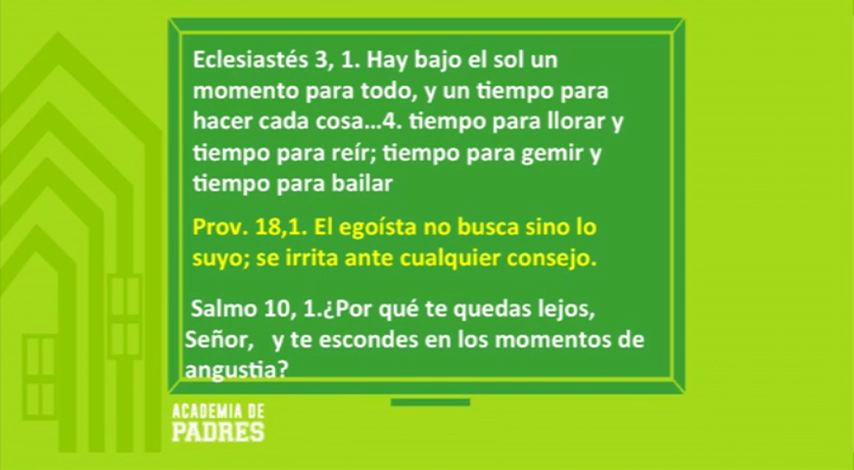 Eclesiastés 3, 1. Hay bajo el sol un
momento para todo, y un tiempo para
hacer cada cosa...4. tiempo para llorar y
tiempo para reír; tiempo para gemir y
tiempo para bailar
Prov. 18,1. El egoísta no busca sino lo
suyo; se irrita ante cualquier consejo.
Salmo 10, 1.¿Por qué te quedas lejos,
Señor, y te escondes en los momentos de
angustia?
ACADEMIA DE
PADRES